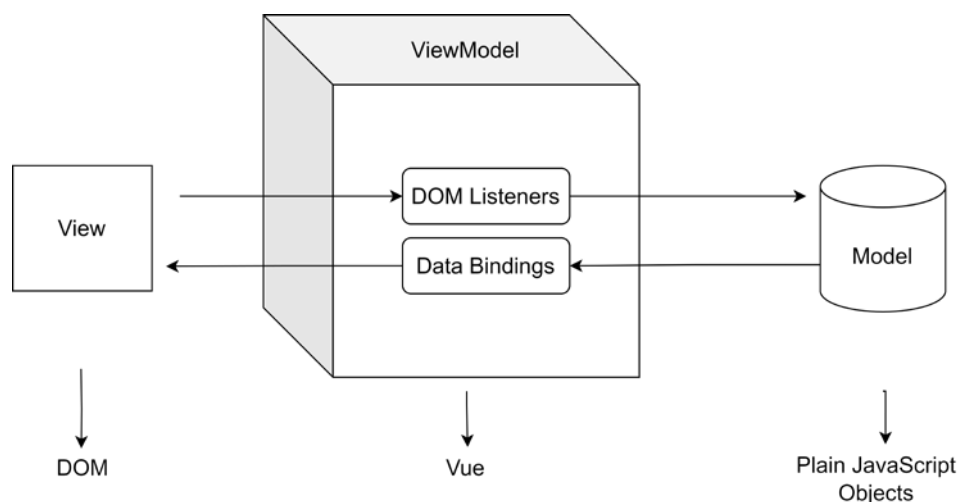 ViewModel
View
DOM Listeners
Data Bindings
Model
DOM
Vue
Plain JavaScript
Objects